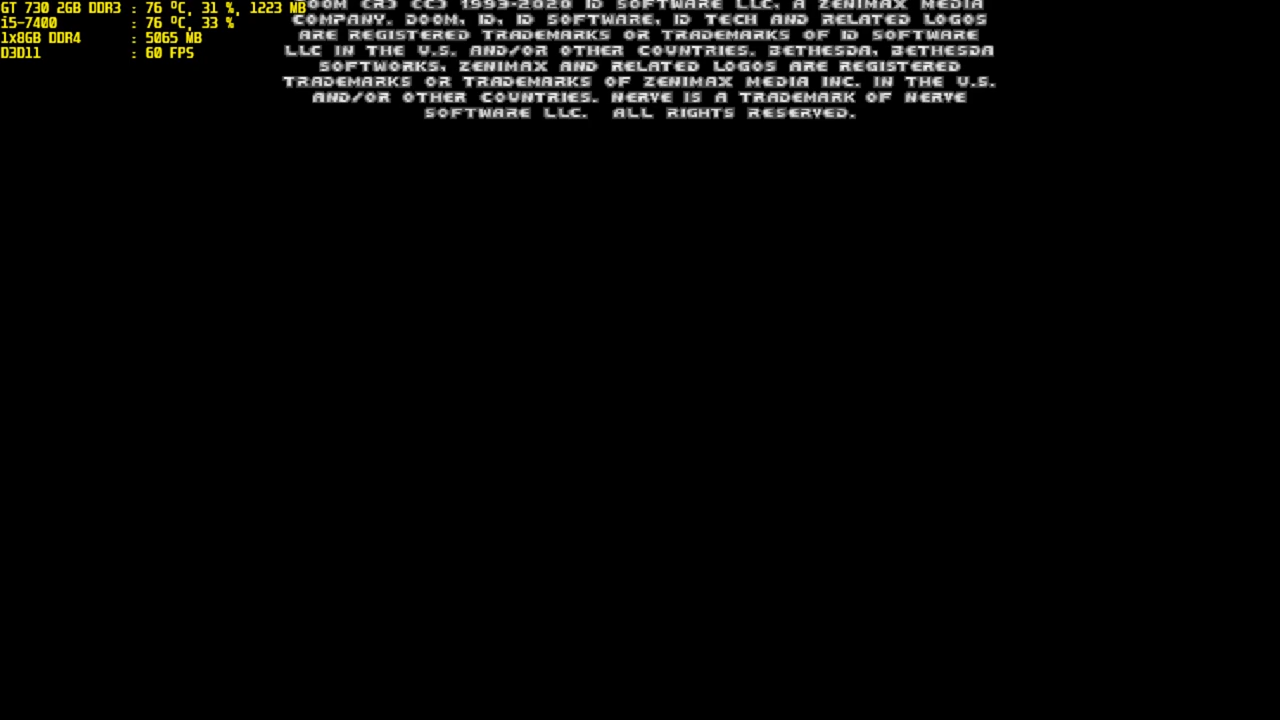 GT 730 2GB DDR3 : 76 ºC, 31 %, 1223 MB
i5-7400 : 76 ºC, 33 %
1x8GB DDR4 : 5065 MB
D3D11 : 60 FPS
DOOM (R) (C) 1993-2020 ID SOFTWARE LLC, A ZENIMAX MEDIA
COMPANY. DOOM, ID, ID SOFTWARE, ID TECH AND RELATED LOGOS
ARE REGISTERED TRADEMARKS OR TRADEMARKS OF ID SOFTWARE
LLC IN THE U.S. AND/OR OTHER COUNTRIES. BETHESDA, BETHESDA
SOFTWORKS, ZENIMAX AND RELATED LOGOS ARE REGISTERED
TRADEMARKS OR TRADEMARKS OF ZENIMAX MEDIA INC. IN THE U.S.
AND/OR OTHER COUNTRIES. NERVE IS A TRADEMARK OF NERVE
SOFTWARE LLC. ALL RIGHTS RESERVED.